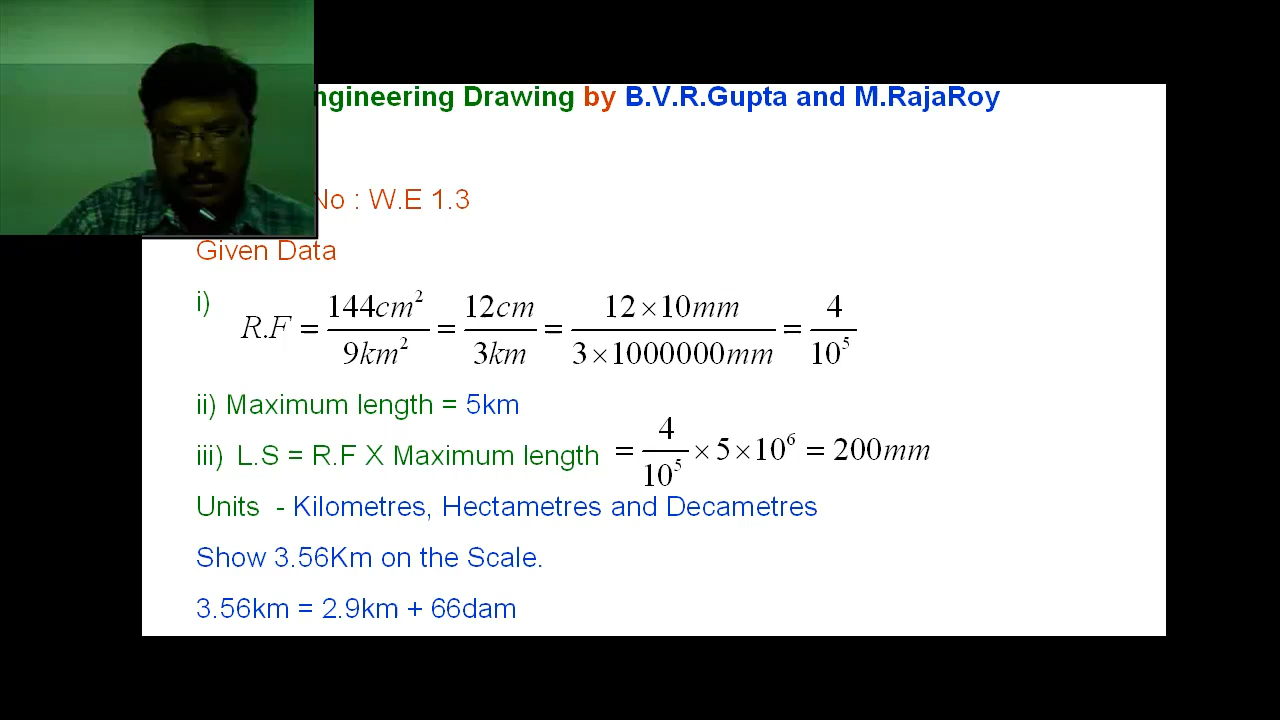 ngineering Drawing by B.V.R.Gupta and M.RajaRoy
No : W.E 1.3
Given Data
i) R.F = 144cm² / 9km² = 12cm / 3km = 12×10mm / 3×1000000mm = 4 / 10⁵
ii) Maximum length = 5km
iii) L.S = R.F X Maximum length = 4 / 10⁵ × 5 × 10⁶ = 200mm
Units - Kilometres, Hectametres and Decametres
Show 3.56Km on the Scale.
3.56km = 2.9km + 66dam